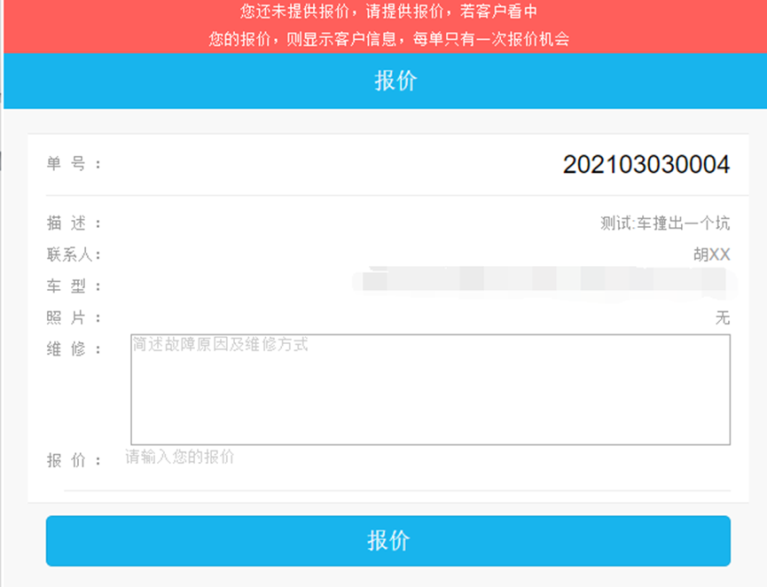 您还未提供报价，请提供报价，若客户看中
您的报价，则显示客户信息，每单只有一次报价机会
报价
单 号 ： 202103030004
描 述 ： 测试:车撞出一个坑
联系人： 胡XX
车 型 ：
照 片 ： 无
维 修 ： 简述故障原因及维修方式
报 价 ： 请输入您的报价
报价